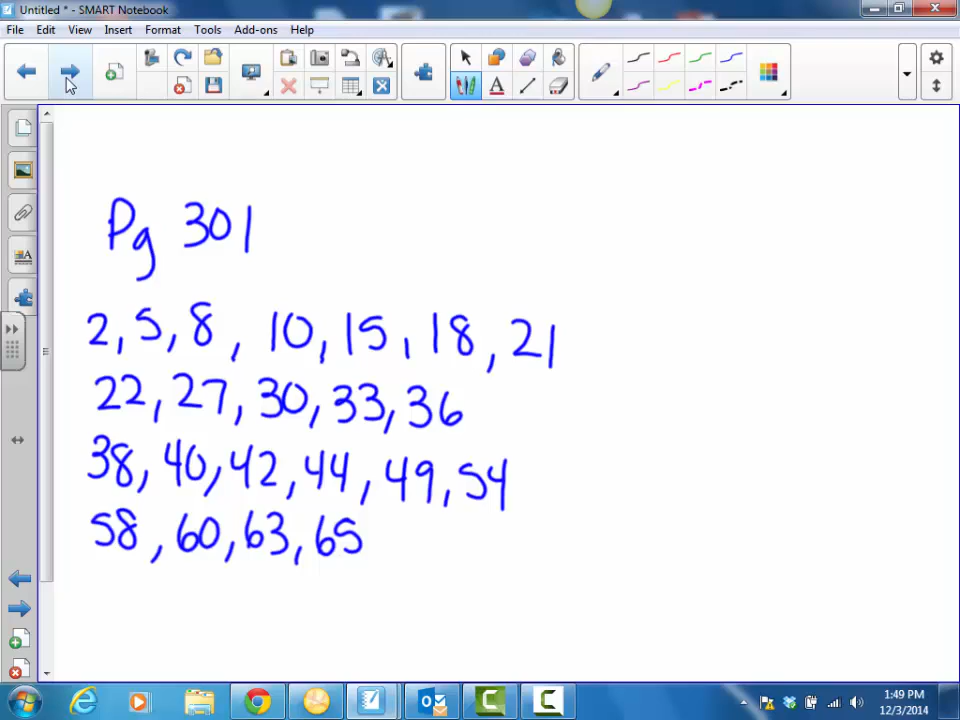 Untitled * - SMART Notebook
File Edit View Insert Format Tools Add-ons Help
Pg 301
2, 5, 8, 10, 15, 18, 21
22, 27, 30, 33, 36
38, 40, 42, 44, 49, 54
58, 60, 63, 65
1:49 PM
12/3/2014